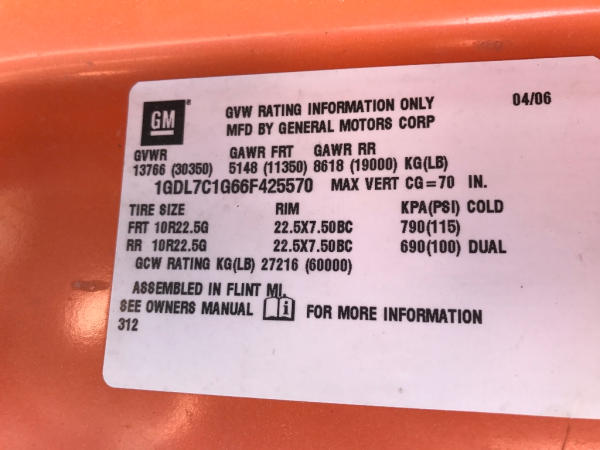 GM ®
GVW RATING INFORMATION ONLY 04/06
MFD BY GENERAL MOTORS CORP
GVWR GAWR FRT GAWR RR
13766 (30350) 5148 (11350) 8618 (19000) KG(LB)
1GDL7C1G66F425570 MAX VERT CG=70 IN.
TIRE SIZE RIM KPA(PSI) COLD
FRT 10R22.5G 22.5X7.50BC 790(115)
RR 10R22.5G 22.5X7.50BC 690(100) DUAL
GCW RATING KG(LB) 27216 (60000)
ASSEMBLED IN FLINT MI.
SEE OWNERS MANUAL i FOR MORE INFORMATION
312